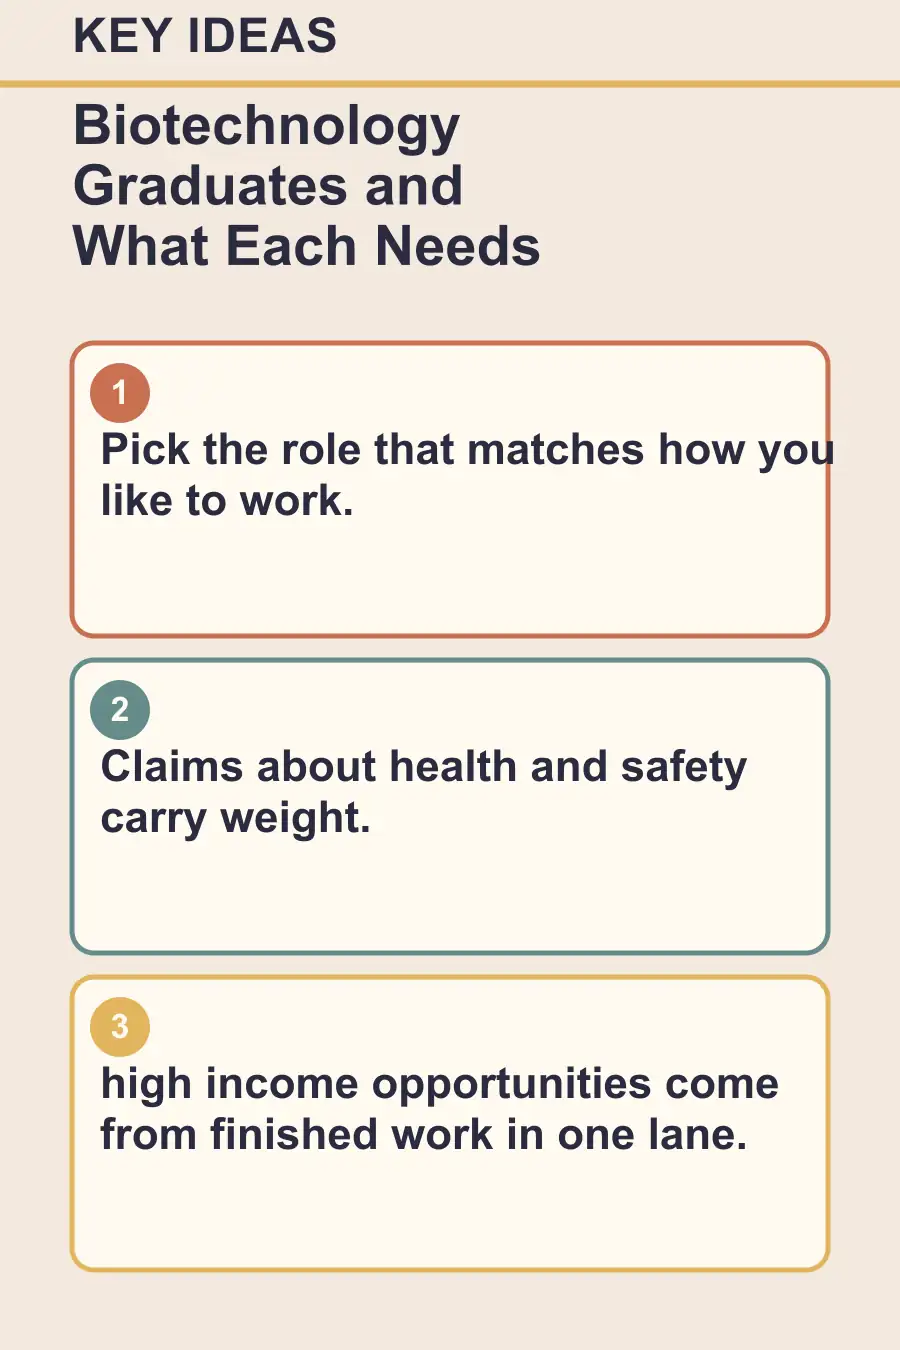 KEY IDEAS
Biotechnology
Graduates and
What Each Needs
1
Pick the role that matches how you
like to work.
2
Claims about health and safety
carry weight.
3
high income opportunities come
from finished work in one lane.